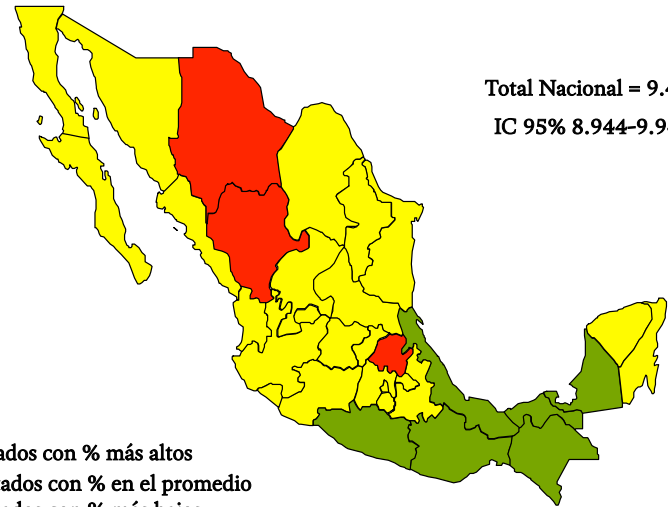 Total Nacional = 9.4
IC 95% 8.944-9.9
ados con % más altos
ados con % en el promedio